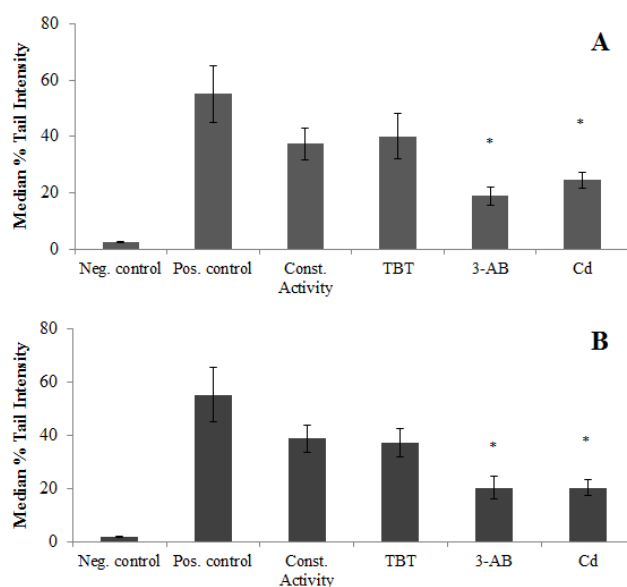 A
Median % Tail Intensity
80
60
40
20
0
*
*
Neg. control Pos. control Const. Activity TBT 3-AB Cd
B
Median % Tail Intensity
80
60
40
20
0
*
*
Neg. control Pos. control Const. Activity TBT 3-AB Cd